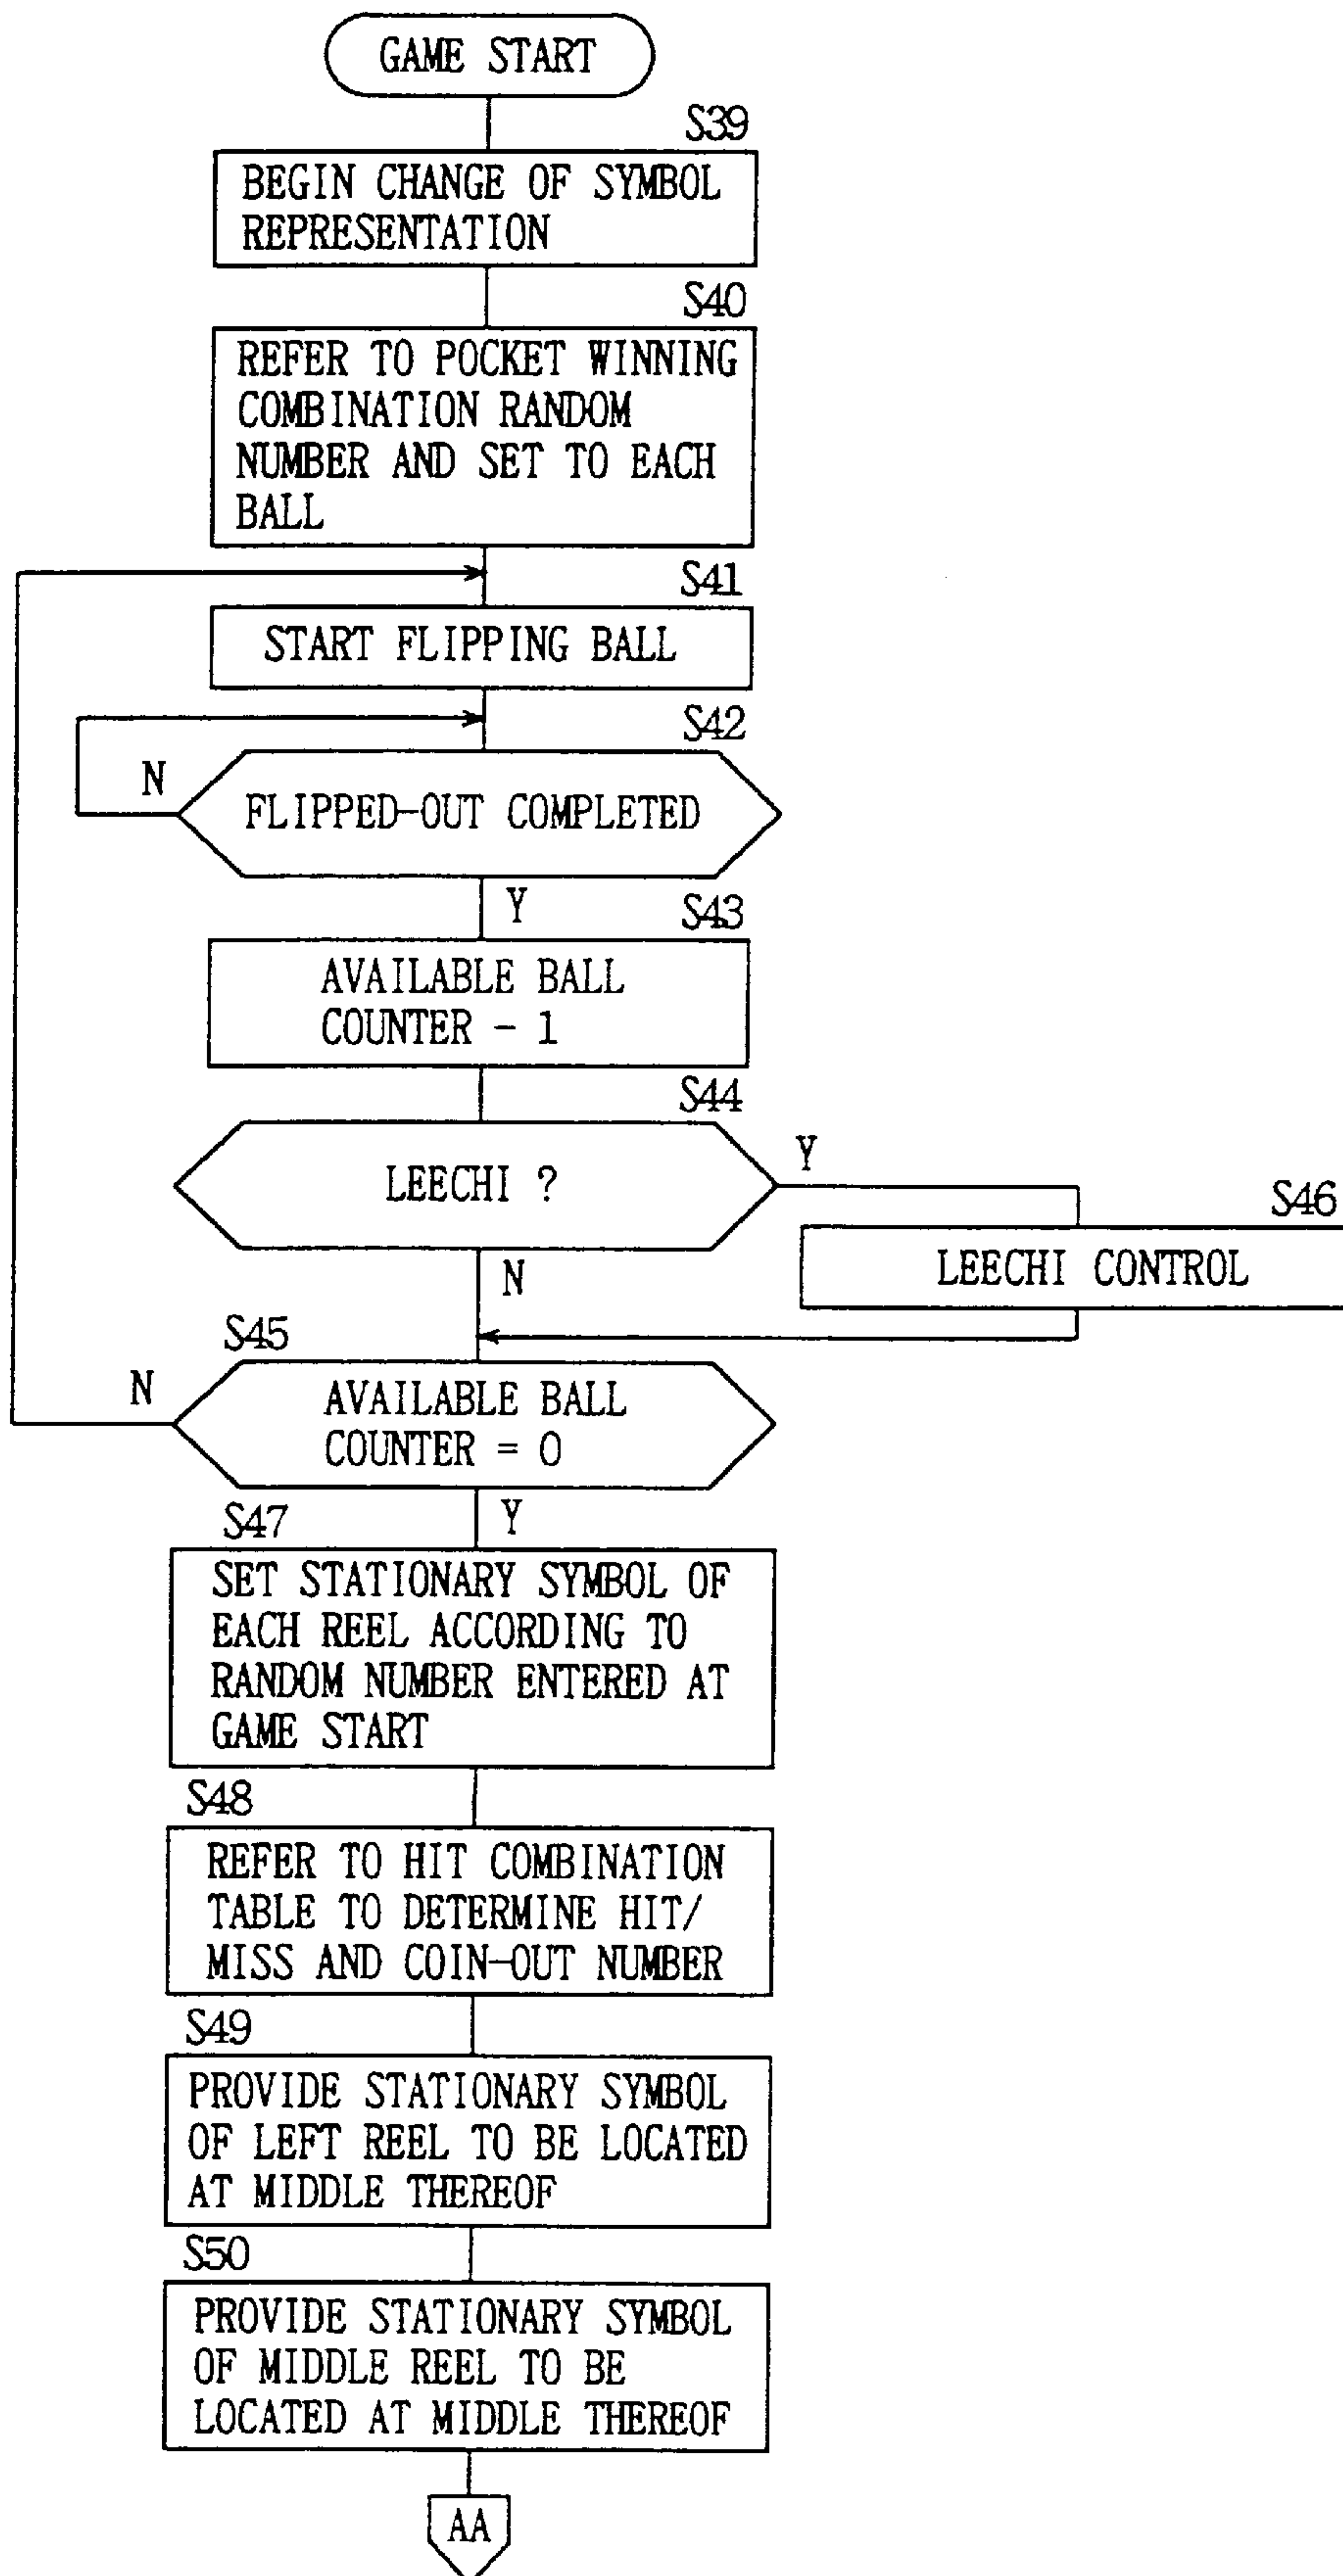 GAME START
S39
BEGIN CHANGE OF SYMBOL
REPRESENTATION
S40
REFER TO POCKET WINNING
COMBINATION RANDOM
NUMBER AND SET TO EACH
BALL
S41
START FLIPPING BALL
S42
N
FLIPPED-OUT COMPLETED
Y
S43
AVAILABLE BALL
COUNTER - 1
S44
LEECHI ?
Y
S46
LEECHI CONTROL
N
S45
N
AVAILABLE BALL
COUNTER = 0
Y
S47
SET STATIONARY SYMBOL OF
EACH REEL ACCORDING TO
RANDOM NUMBER ENTERED AT
GAME START
S48
REFER TO HIT COMBINATION
TABLE TO DETERMINE HIT/
MISS AND COIN-OUT NUMBER
S49
PROVIDE STATIONARY SYMBOL
OF LEFT REEL TO BE LOCATED
AT MIDDLE THEREOF
S50
PROVIDE STATIONARY SYMBOL
OF MIDDLE REEL TO BE
LOCATED AT MIDDLE THEREOF
AA